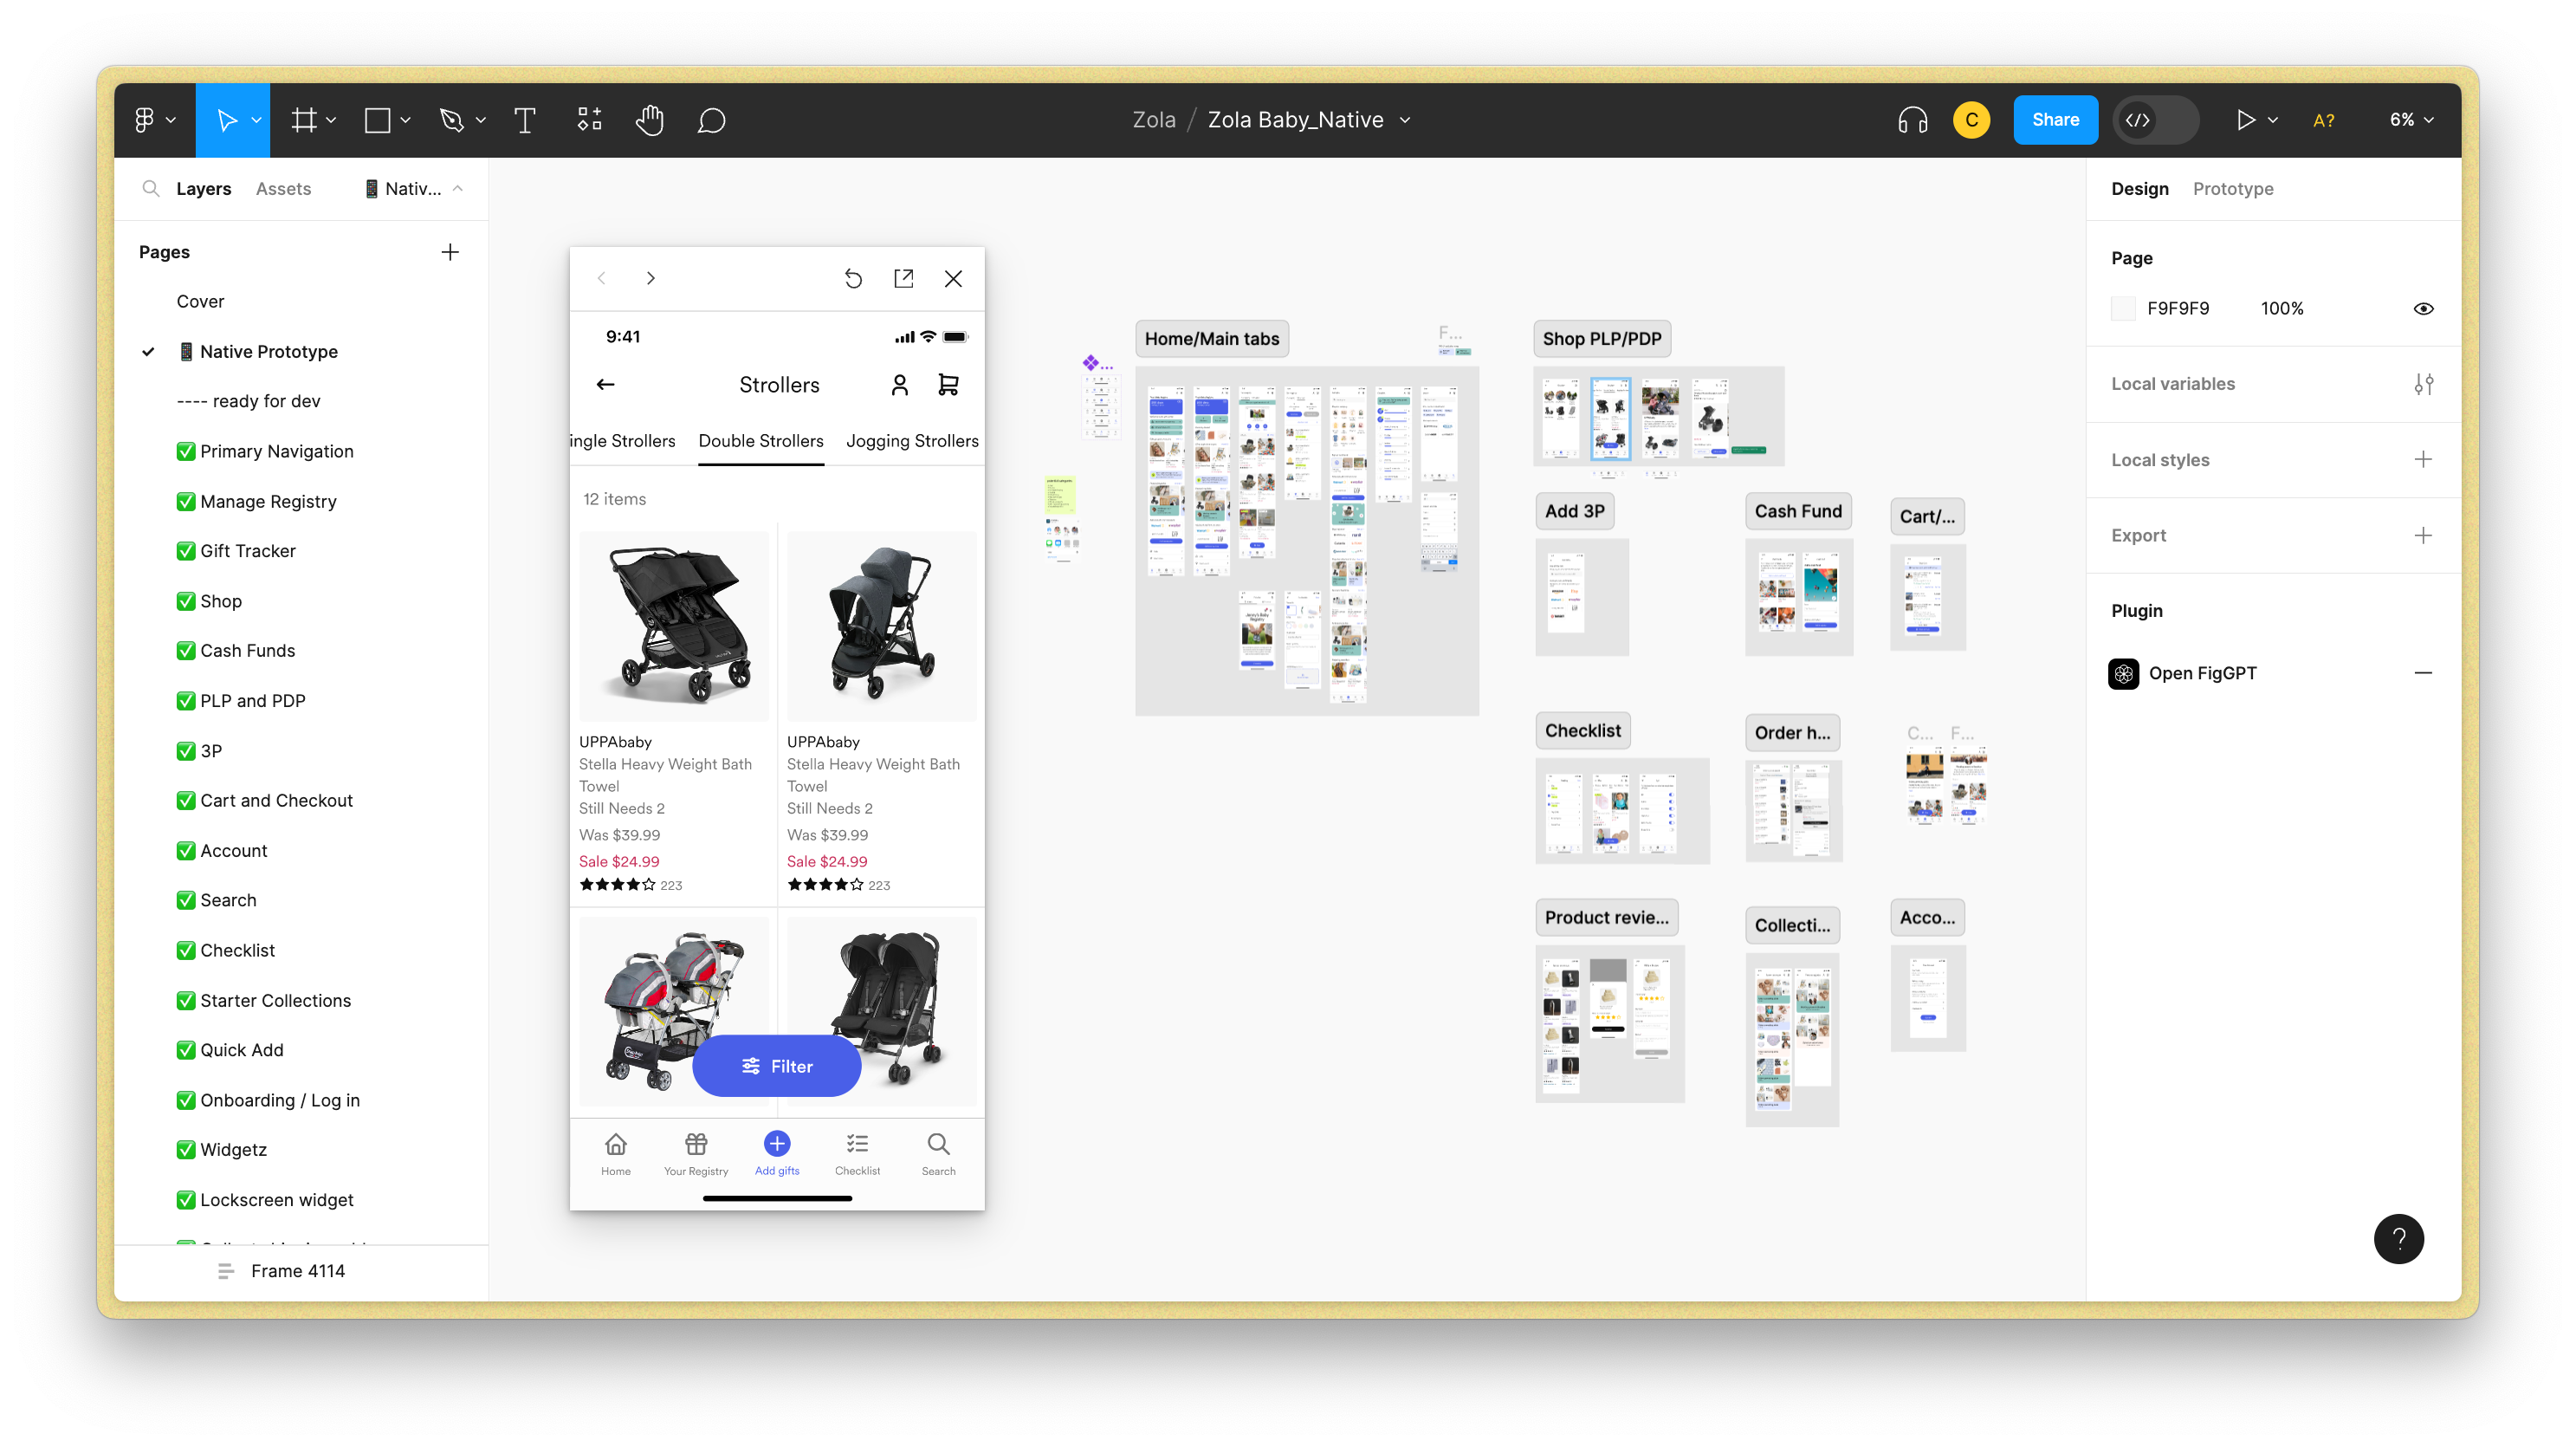 Zola / Zola Baby_Native
C
Share
A?
6%
Layers
Assets
Nativ...
Pages
Cover
Native Prototype
---- ready for dev
Primary Navigation
Manage Registry
Gift Tracker
Shop
Cash Funds
PLP and PDP
3P
Cart and Checkout
Account
Search
Checklist
Starter Collections
Quick Add
Onboarding / Log in
Widgetz
Lockscreen widget
Frame 4114
9:41
Strollers
ingle Strollers
Double Strollers
Jogging Strollers
12 items
UPPAbaby
Stella Heavy Weight Bath
Towel
Still Needs 2
Was $39.99
Sale $24.99
223
UPPAbaby
Stella Heavy Weight Bath
Towel
Still Needs 2
Was $39.99
Sale $24.99
223
Filter
Home
Your Registry
Add gifts
Checklist
Search
Home/Main tabs
F...
Shop PLP/PDP
Add 3P
Cash Fund
Cart/...
Checklist
Order h...
C...
F...
Product revie...
Collecti...
Acco...
Design
Prototype
Page
F9F9F9
100%
Local variables
Local styles
Export
Plugin
Open FigGPT
?